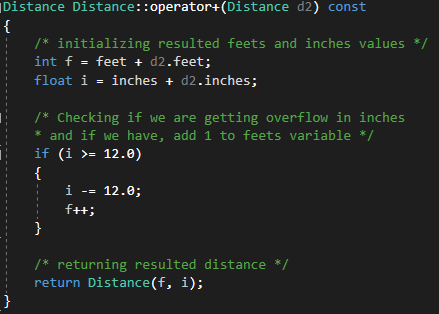 Distance Distance::operator+(Distance d2) const
{
/* initializing resulted feets and inches values */
int f = feet + d2.feet;
float i = inches + d2.inches;
/* Checking if we are getting overflow in inches
* and if we have, add 1 to feets variable */
if (i >= 12.0)
{
i -= 12.0;
f++;
}
/* returning resulted distance */
return Distance(f, i);
}